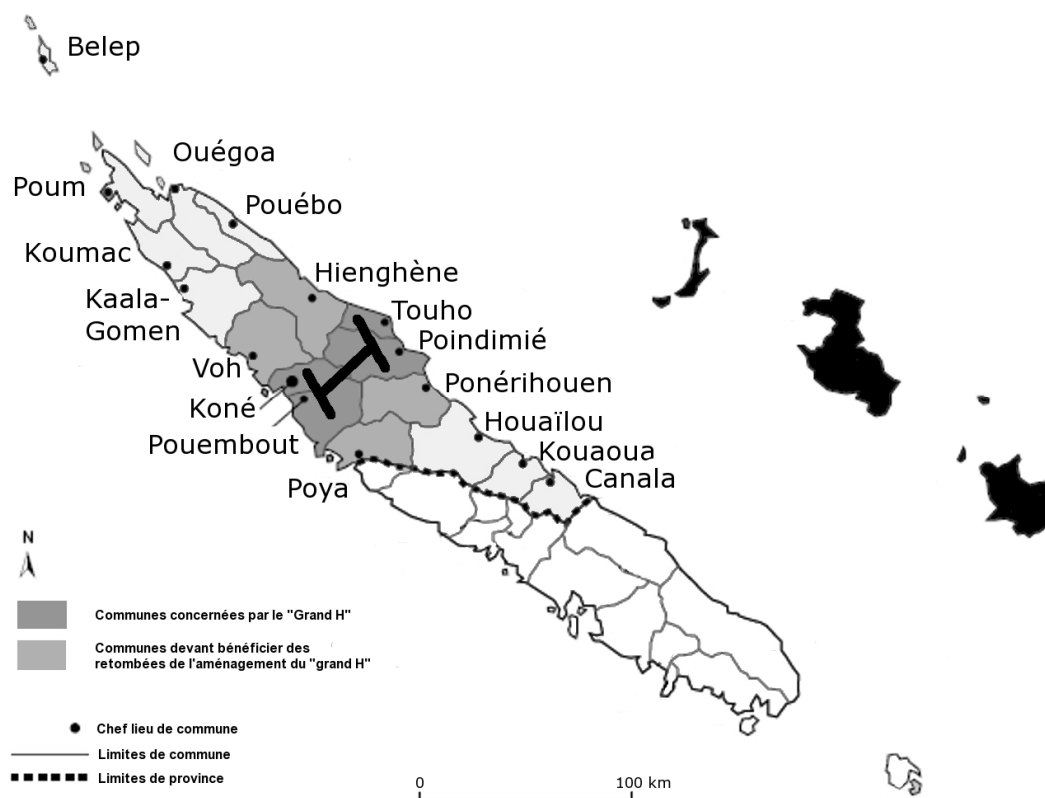 Belep
Ouégoa
Poum
Pouébo
Koumac
Hienghène
Kaala-
Gomen
Touho
Poindimié
Voh
Ponérihouen
Koné
Houaïlou
Pouembout
Kouaoua
Canala
Poya
N
Communes concernées par le "Grand H"
Communes devant bénéficier des
retombées de l'aménagement du "grand H"
Chef lieu de commune
Limites de commune
Limites de province
0 100 km